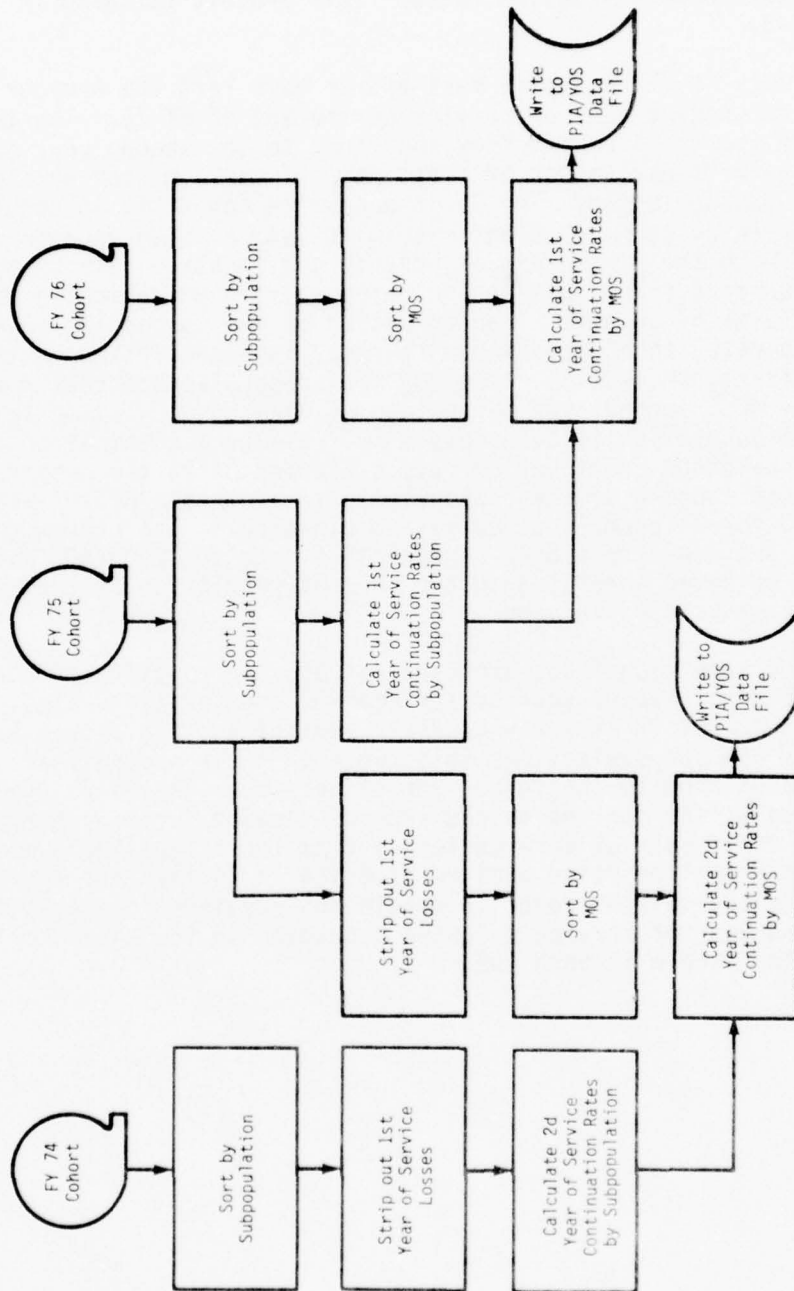 FY 74
Cohort
Sort by
Subpopulation
Strip out 1st
Year of Service
Losses
Calculate 2d
Year of Service
Continuation Rates
by Subpopulation
FY 75
Cohort
Sort by
Subpopulation
Strip out 1st
Year of Service
Losses
Sort by
MOS
Calculate 2d
Year of Service
Continuation Rates
by MOS
Write to
PIA/YOS
Data
File
Calculate 1st
Year of Service
Continuation Rates
by Subpopulation
FY 76
Cohort
Sort by
Subpopulation
Sort by
MOS
Calculate 1st
Year of Service
Continuation Rates
by MOS
Write
to
PIA/YOS
Data
File